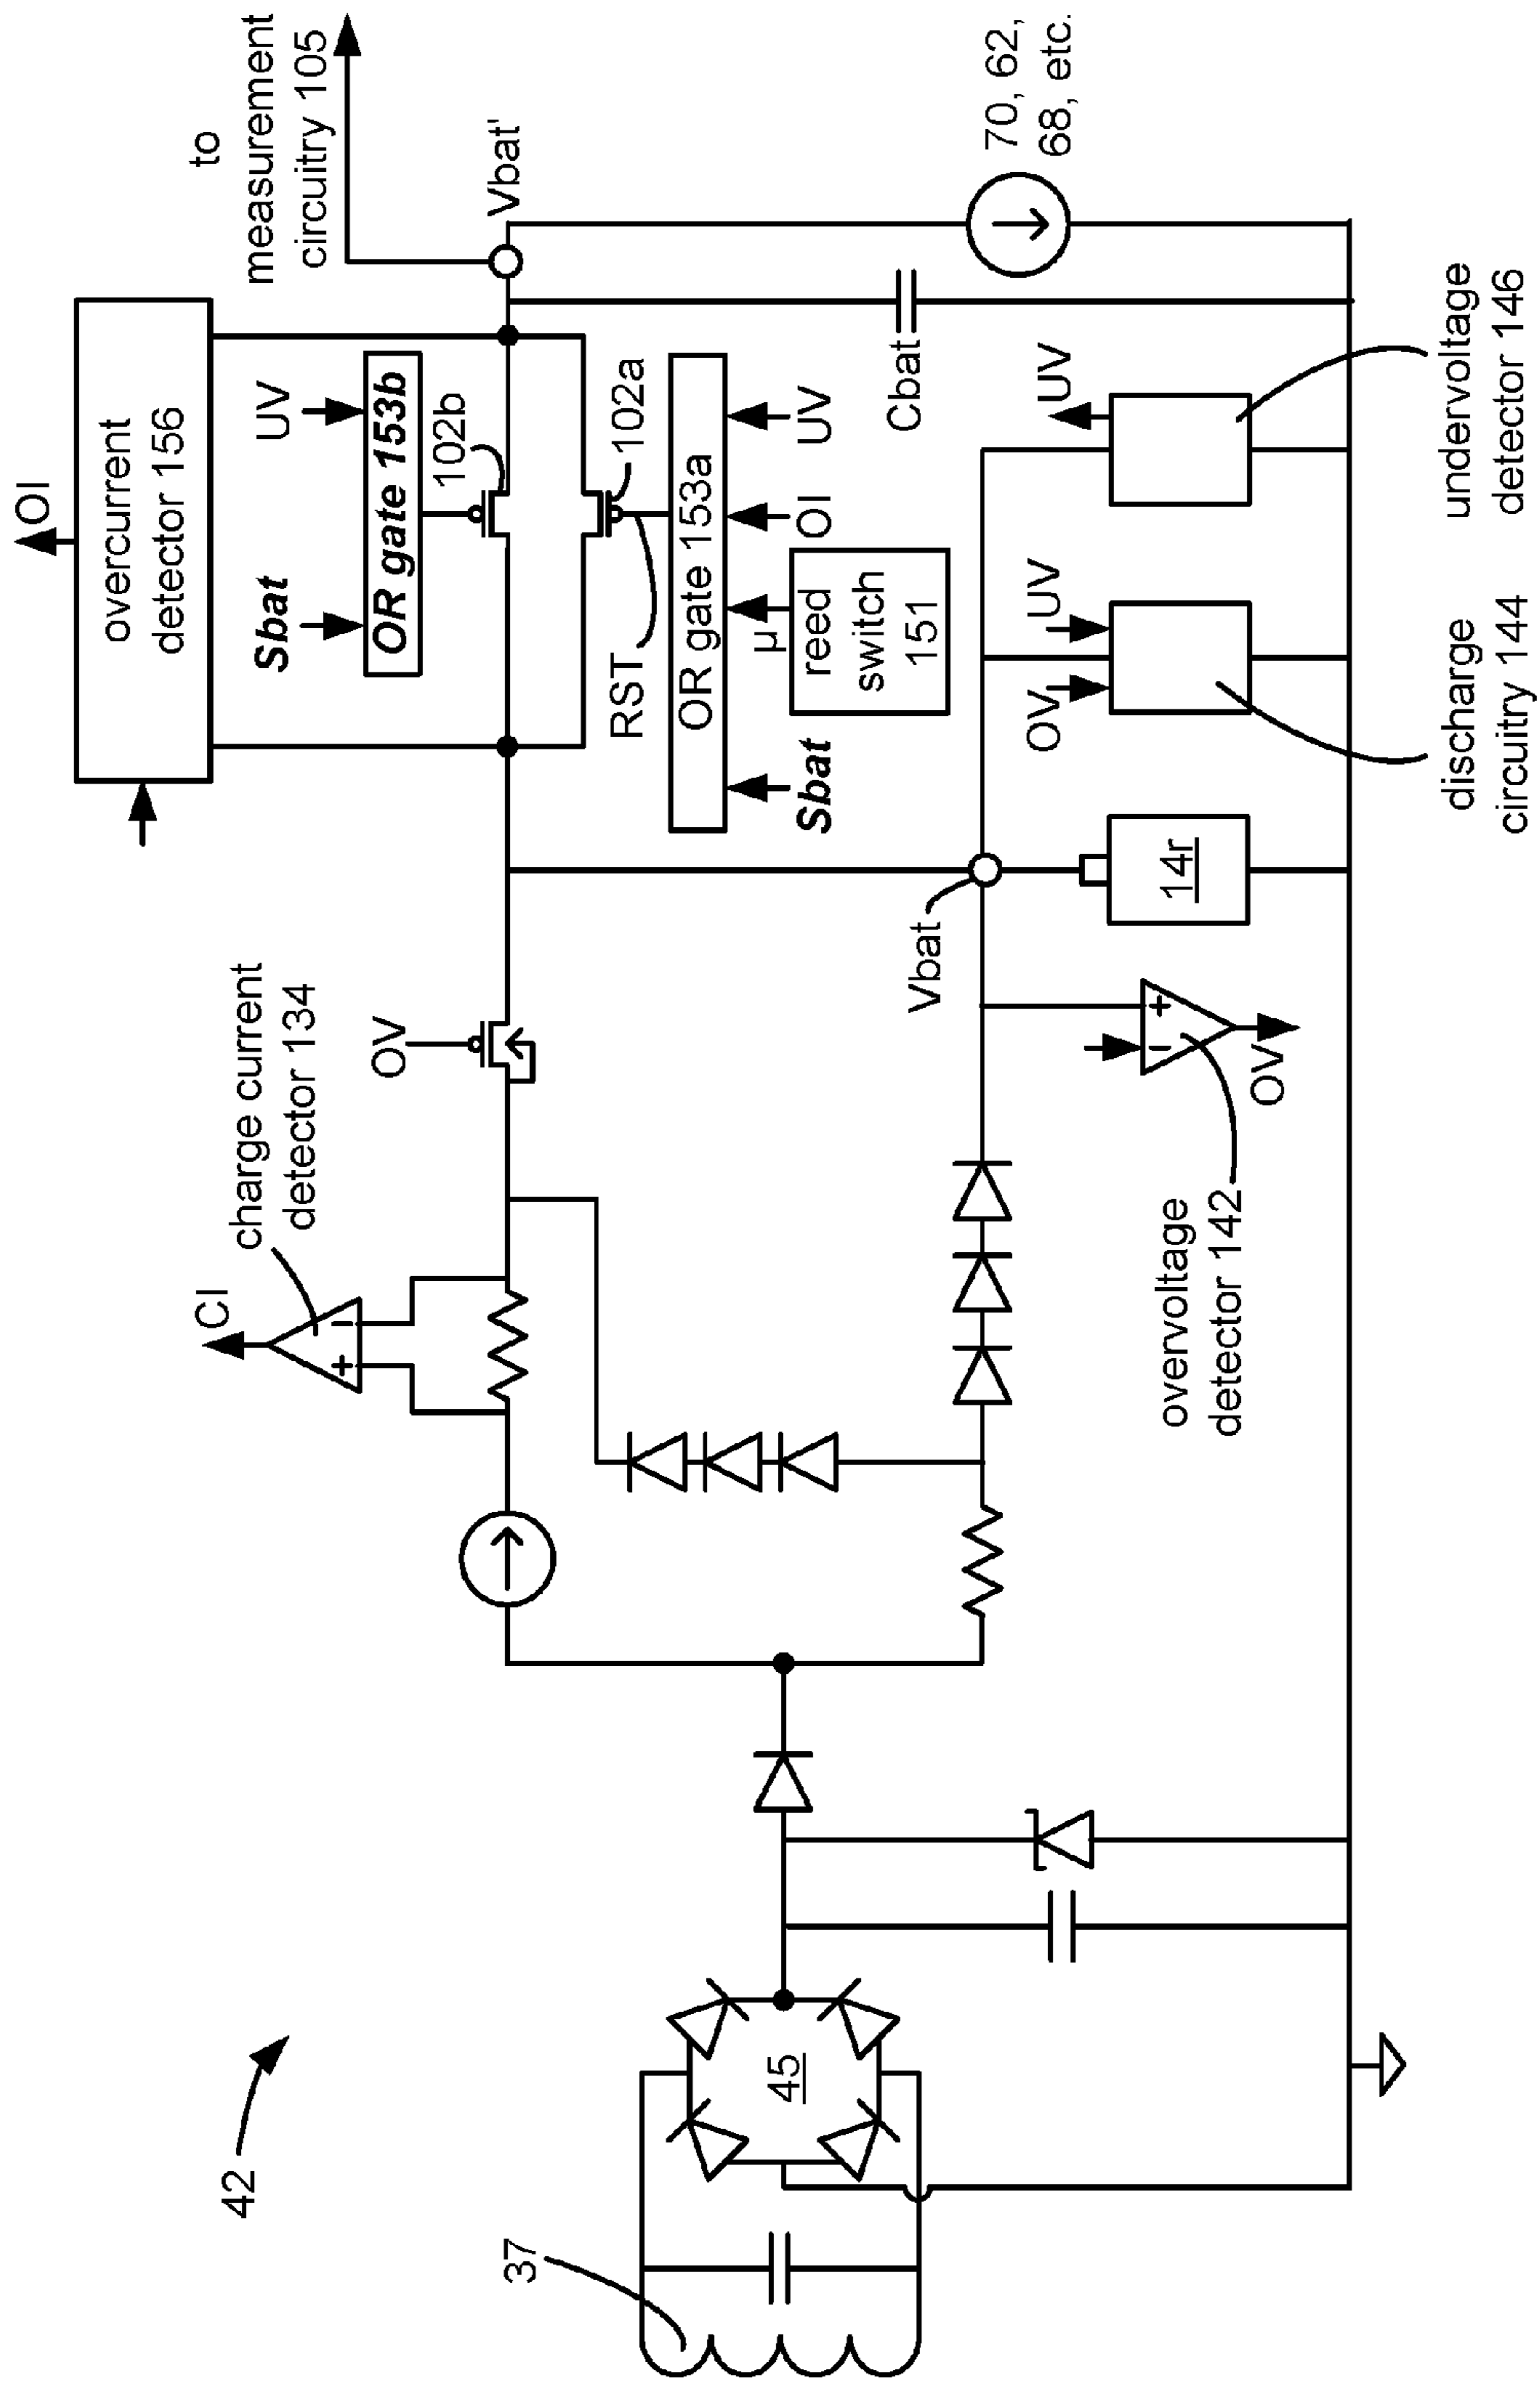 42
37
45
CI
charge current
detector 134
OV
OI
overcurrent
detector 156
to
measurement
circuitry 105
Sbat
UV
OR gate 153b
102b
Vbat'
RST
102a
OR gate 153a
Sbat
µ
OI
UV
reed
switch
151
Vbat
Cbat
70, 62,
68, etc.
overvoltage
detector 142
+
−
OV
+
−
14r
OV
UV
UV
discharge
circuitry 144
undervoltage
detector 146